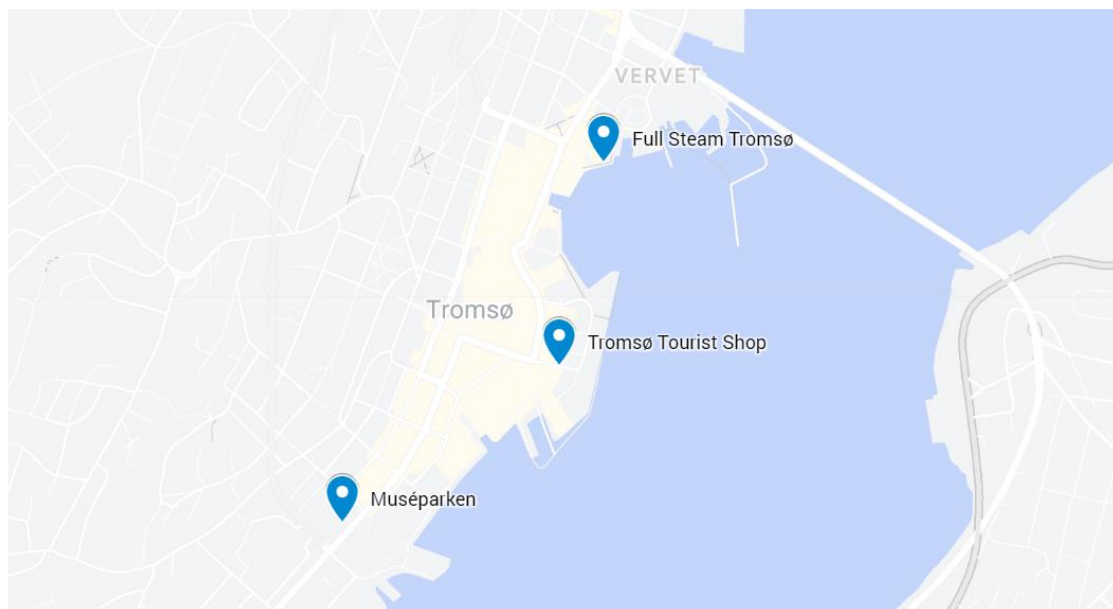 VERVET
Full Steam Tromsø
Tromsø
Tromsø Tourist Shop
Muséparken